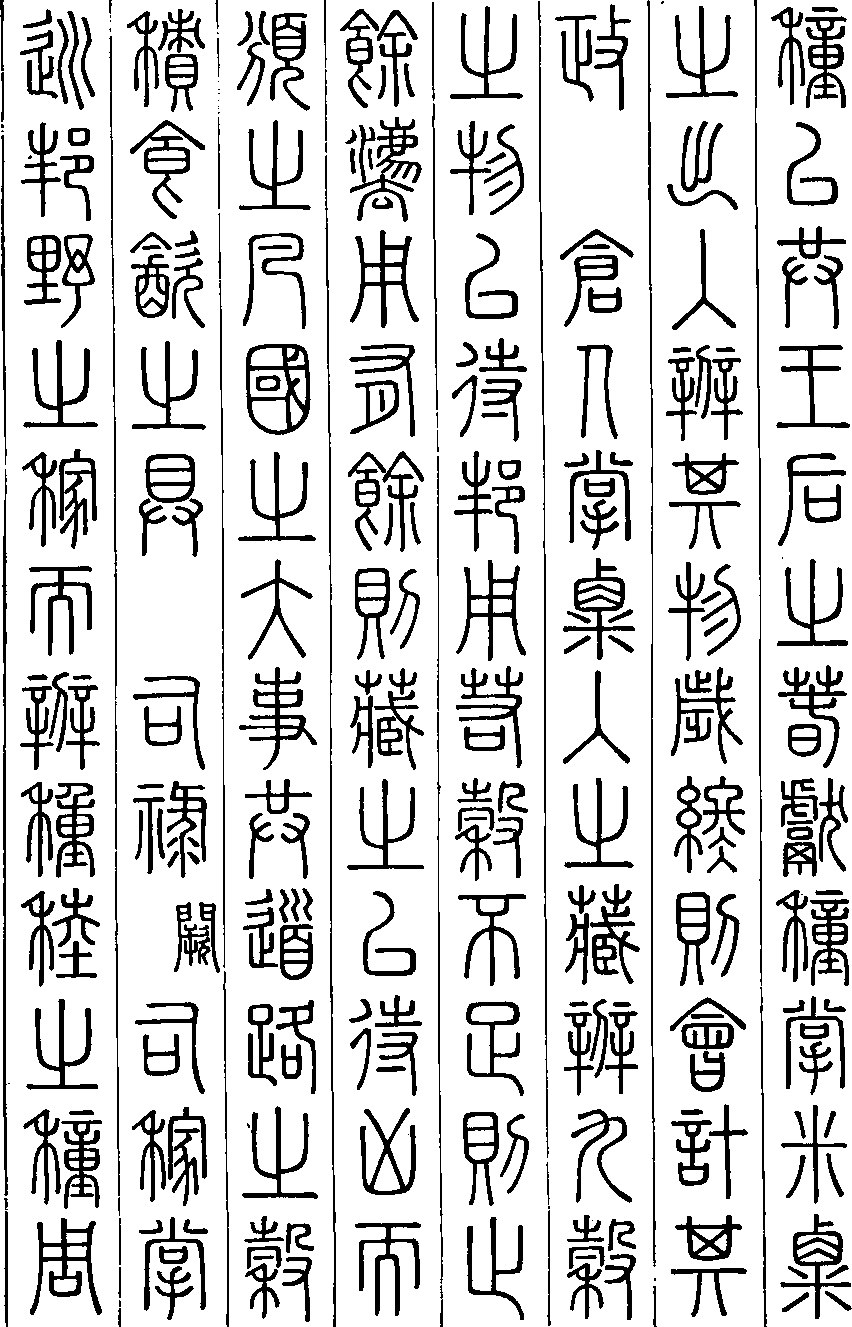 穜以共王后之春獻穜掌米粟
之出入辨其物歲終則會計其
政　倉人掌粟入之藏辨九穀
之物以待邦用若穀不足則止
餘灋用有餘則藏之以待凶而
頒之凡國之大事共道路之穀
積食飲之具　司祿 闕 司稼掌
巡邦野之稼而辨種稑之穜周